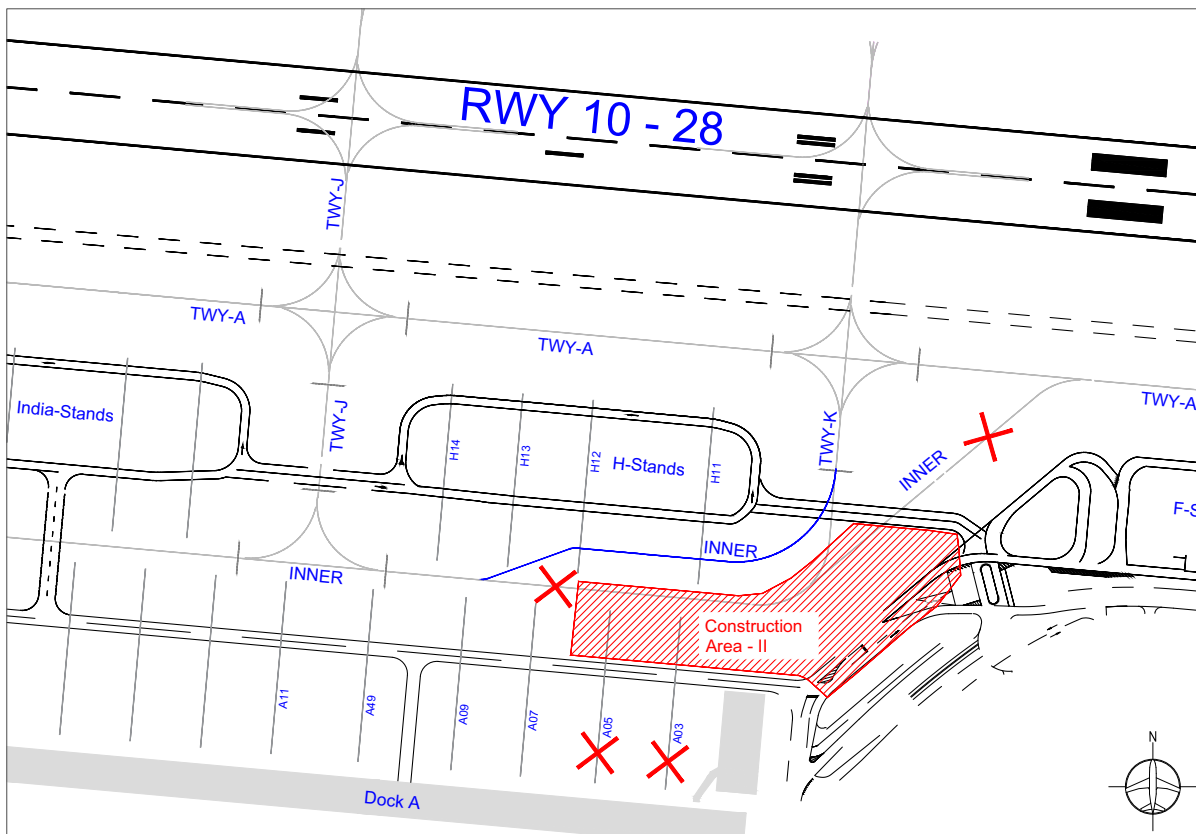 RWY 10 - 28
TWY-J
TWY-A
TWY-A
TWY-A
India-Stands
TWY-J
H14
H13
H12
H-Stands
H11
TWY-K
INNER
F-S
INNER
INNER
Construction
Area - II
A11
A49
A09
A07
A05
A03
N
Dock A